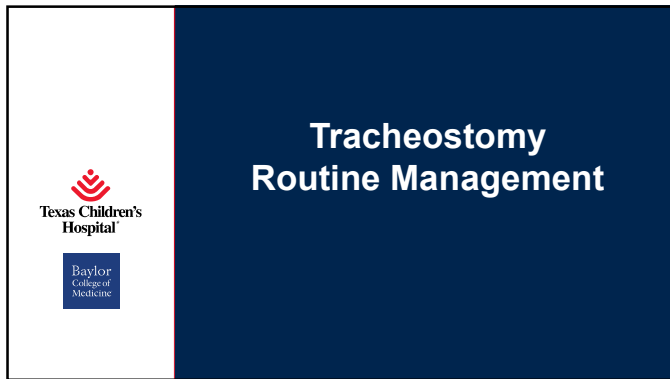 Tracheostomy
Routine Management
Texas Children's
Hospital®
Baylor
College of
Medicine